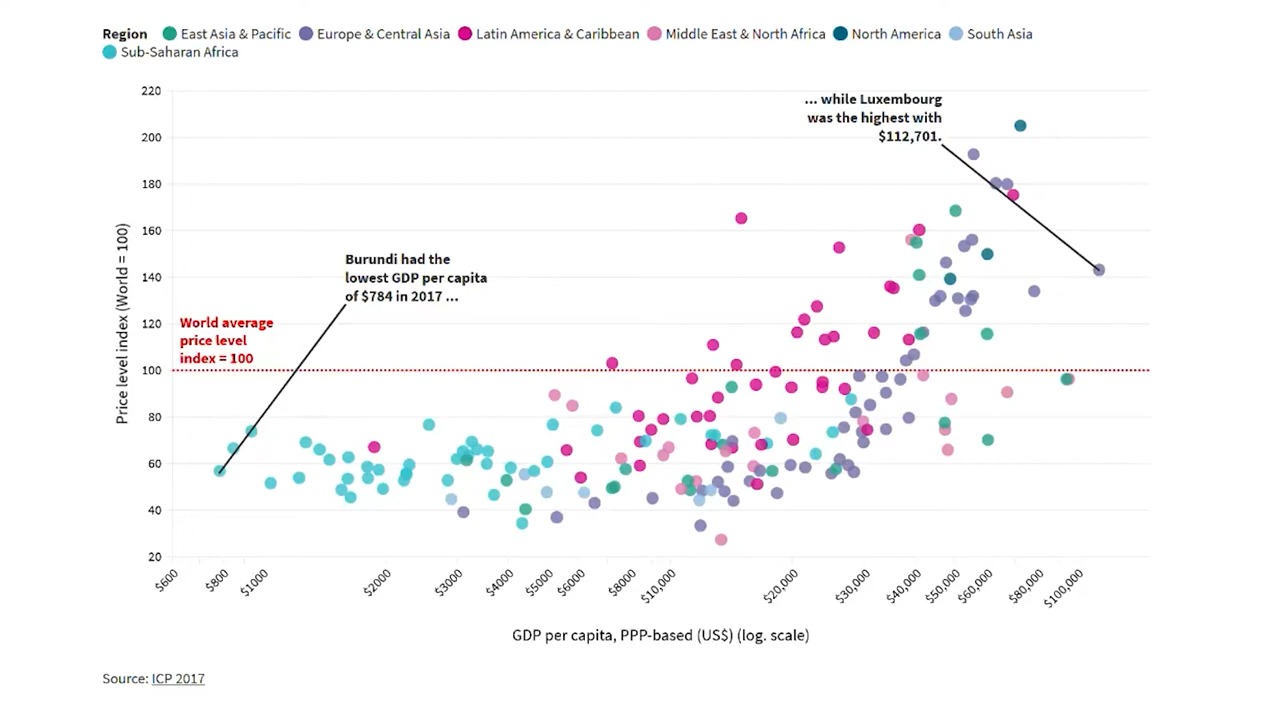 Region East Asia & Pacific Europe & Central Asia Latin America & Caribbean Middle East & North Africa North America South Asia
Sub-Saharan Africa
220
200
180
160
140
120
100
80
60
40
20
Price level index (World = 100)
... while Luxembourg
was the highest with
$112,701.
Burundi had the
lowest GDP per capita
of $784 in 2017 ...
World average
price level
index = 100
$600
$800
$1000
$2000
$3000
$4000
$5000
$6000
$8000
$10,000
$20,000
$30,000
$40,000
$50,000
$60,000
$80,000
$100,000
GDP per capita, PPP-based (US$) (log. scale)
Source: ICP 2017